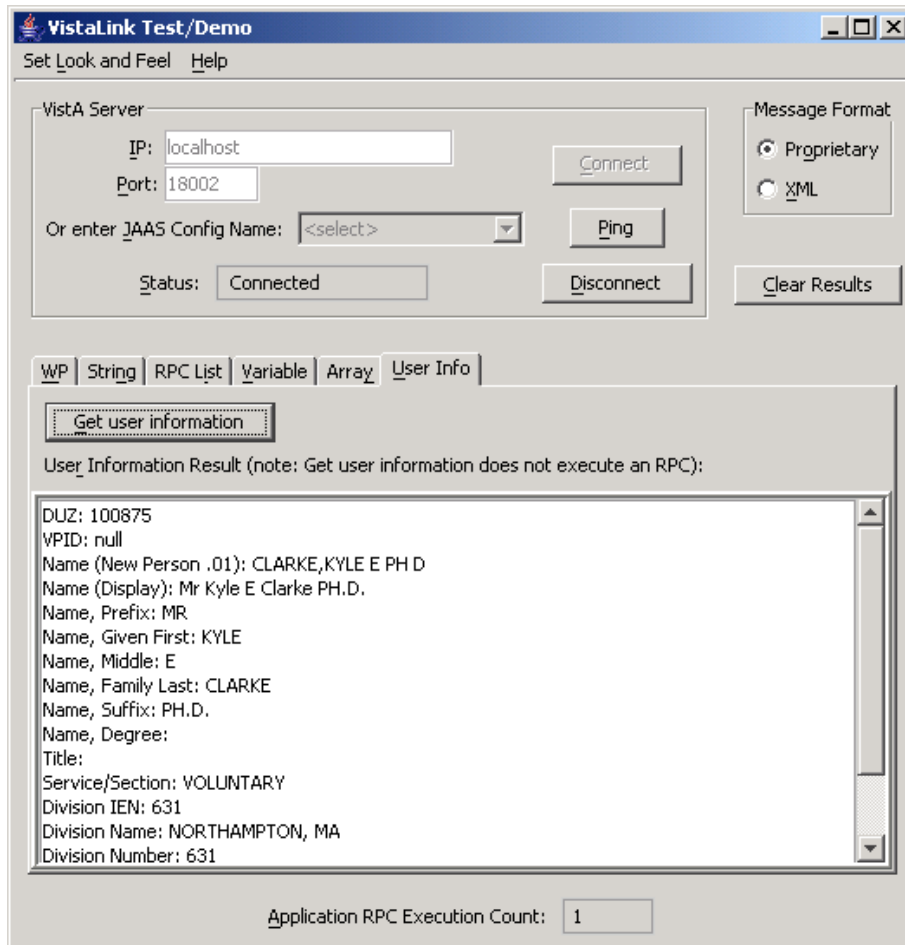 VistaLink Test/Demo
Set Look and Feel Help
VistA Server
IP: localhost
Port: 18002
Connect
Or enter JAAS Config Name: <select>
Ping
Status: Connected
Disconnect
Message Format
Proprietary
XML
Clear Results
WP String RPC List Variable Array User Info
Get user information
User Information Result (note: Get user information does not execute an RPC):
DUZ: 100875
VPID: null
Name (New Person .01): CLARKE,KYLE E PH D
Name (Display): Mr Kyle E Clarke PH.D.
Name, Prefix: MR
Name, Given First: KYLE
Name, Middle: E
Name, Family Last: CLARKE
Name, Suffix: PH.D.
Name, Degree:
Title:
Service/Section: VOLUNTARY
Division IEN: 631
Division Name: NORTHAMPTON, MA
Division Number: 631
Application RPC Execution Count: 1